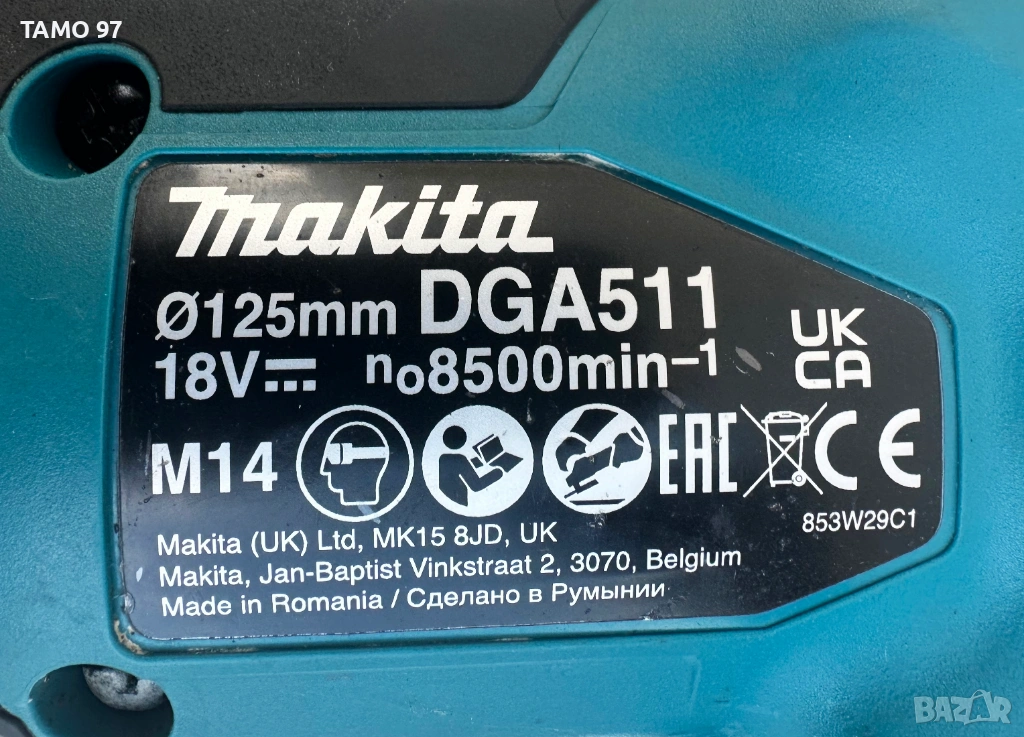 TAMO 97
makita
Ø125mm DGA511
18V⎓ n₀8500min⁻¹
UK
CA
M14 EAC CE
853W29C1
Makita (UK) Ltd, MK15 8JD, UK
Makita, Jan-Baptist Vinkstraat 2, 3070, Belgium
Made in Romania / Сделано в Румынии
BAZAR